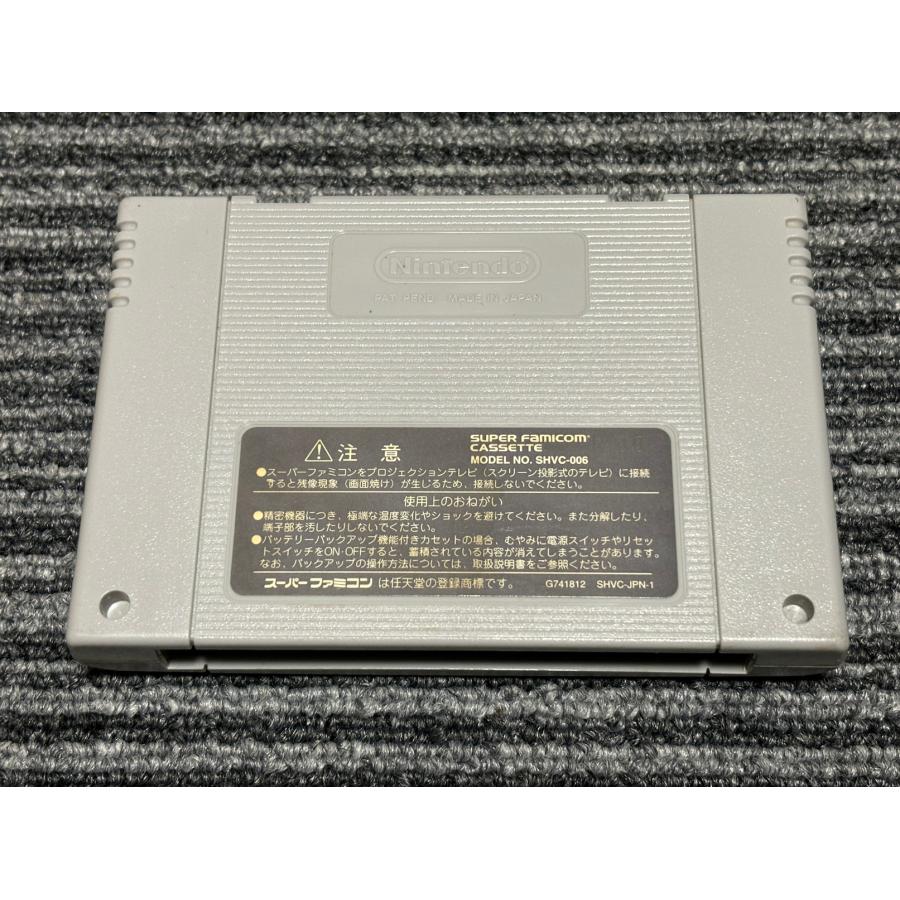 Nintendo
PAT. PEND. MADE IN JAPAN
⚠注意
SUPER FAMICOM
CASSETTE
MODEL NO. SHVC-006
●スーパーファミコンをプロジェクションテレビ(スクリーン投影式のテレビ)に接続
すると残像現象(画面焼け)が生じるため、接続しないでください。
使用上のおねがい
●精密機器につき、極端な温度変化やショックを避けてください。また分解したり、
端子部を汚したりしないでください。
●バッテリーバックアップ機能付きカセットの場合、むやみに電源スイッチやリセッ
トスイッチをON・OFFすると、蓄積されている内容が消えてしまうことがあります。
なお、バックアップの操作方法については、取扱説明書をご参照ください。
スーパーファミコン は任天堂の登録商標です。 G741812 SHVC-JPN-1